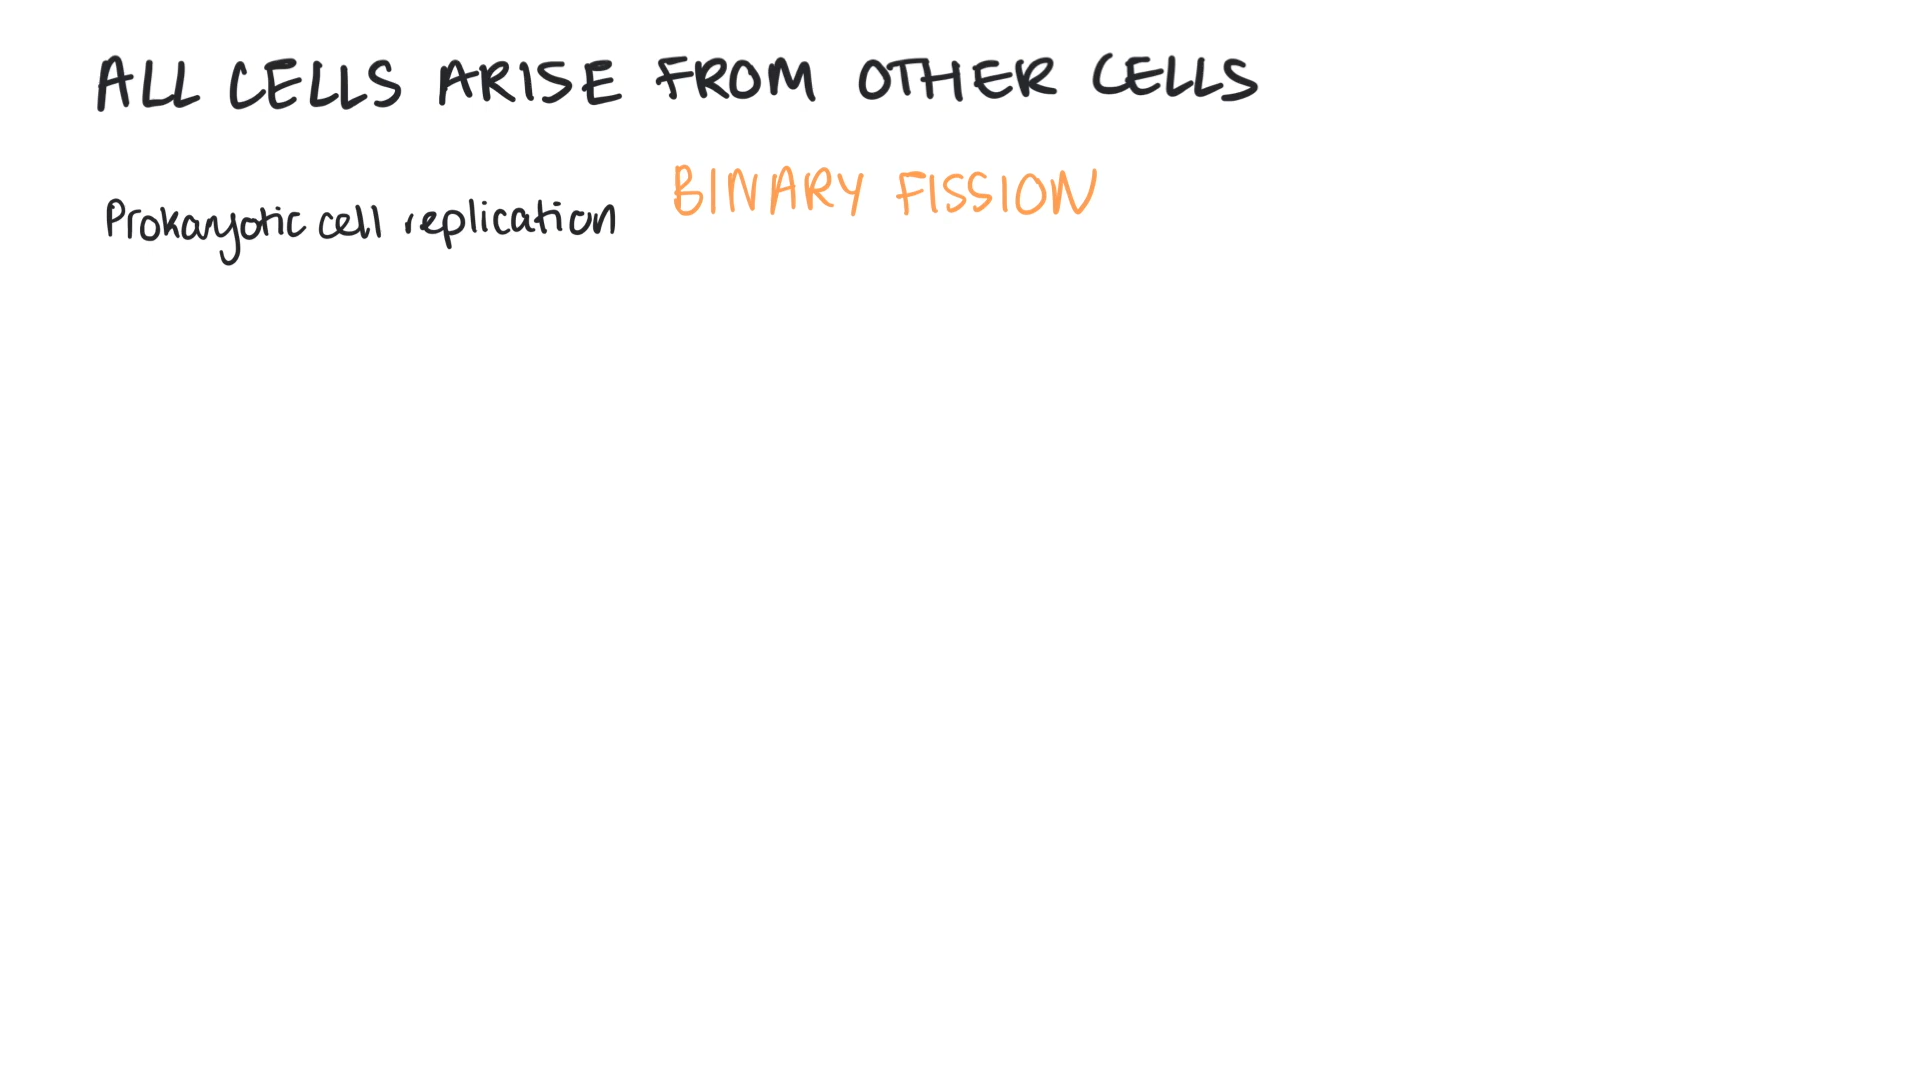 ALL CELLS ARISE FROM OTHER CELLS
Prokaryotic cell replication BINARY FISSION